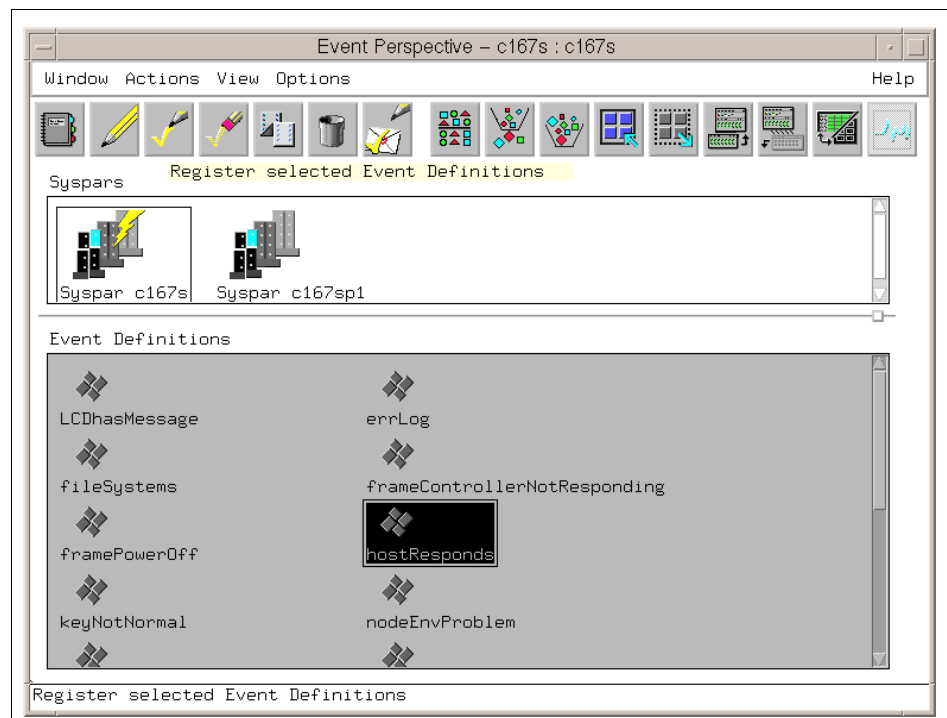 Event Perspective – c167s : c167s
Window Actions View Options Help
Register selected Event Definitions
Syspars
Syspar c167s Syspar c167sp1
Event Definitions
LCDhasMessage errLog
fileSystems frameControllerNotResponding
framePowerOff hostResponds
keyNotNormal nodeEnvProblem
Register selected Event Definitions